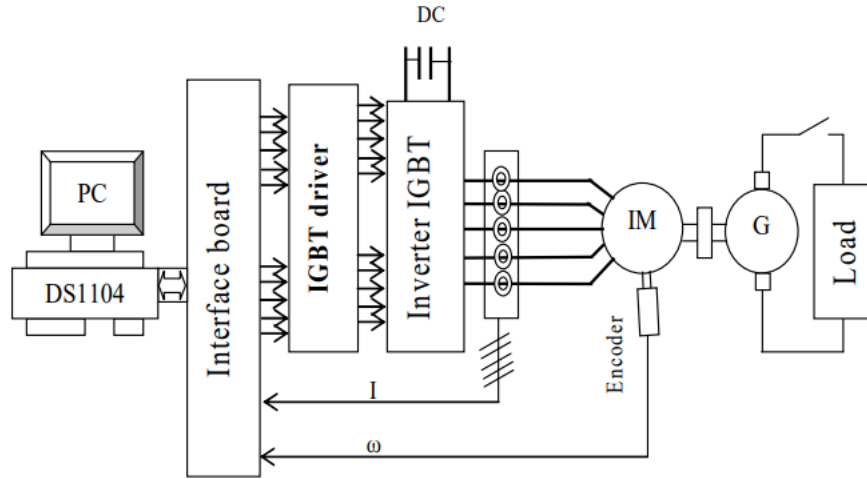 DC
PC
DS1104
Interface board
IGBT driver
Inverter IGBT
IM
G
Load
Encoder
I
ω